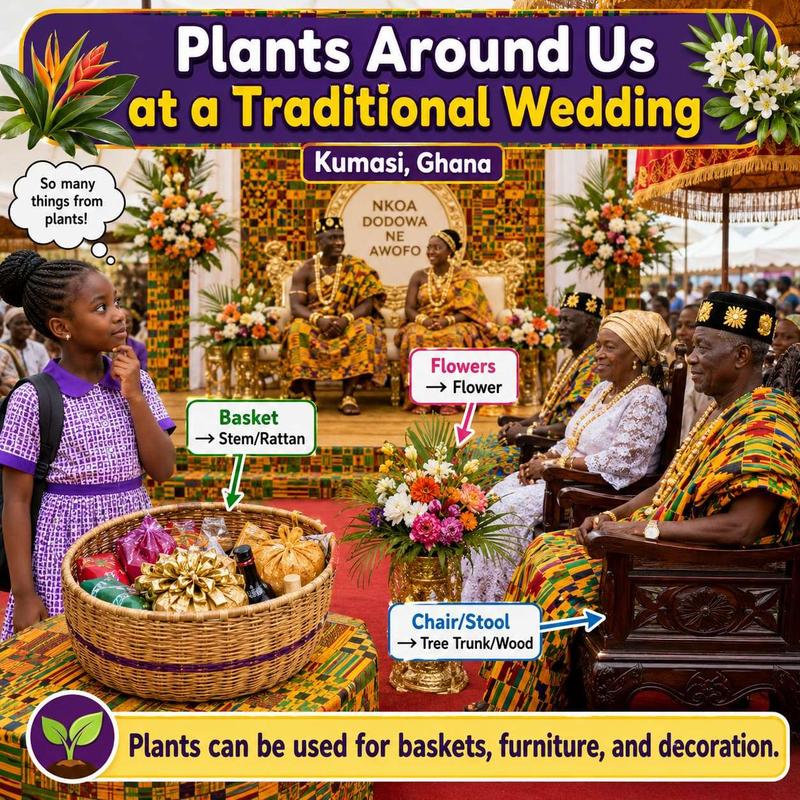 Plants Around Us
at a Traditional Wedding
Kumasi, Ghana
So many
things from
plants!
NKOA
DODOWA
NE
AWOFO
Flowers
→ Flower
Basket
→ Stem/Rattan
Chair/Stool
→ Tree Trunk/Wood
Plants can be used for baskets, furniture, and decoration.